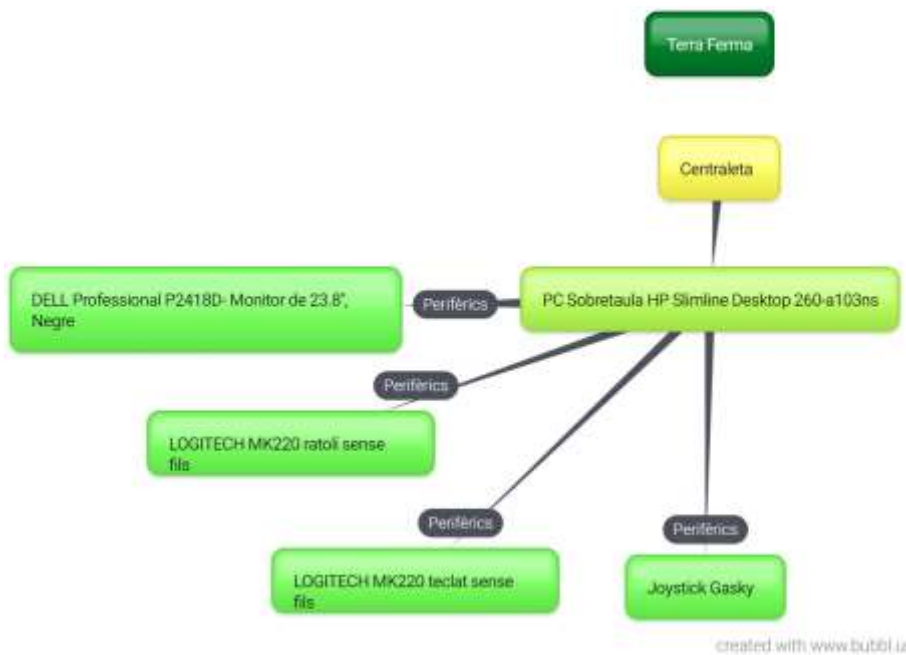 Terra Ferma
Centraleta
DELL Professional P2418D- Monitor de 23.8",
Negre
Perifèrics
PC Sobretaula HP Slimline Desktop 260-a103ns
Perifèrics
LOGITECH MK220 ratolí sense
fils
Perifèrics
Perifèrics
LOGITECH MK220 teclat sense
fils
Joystick Gasky
created with www.bubbl.u